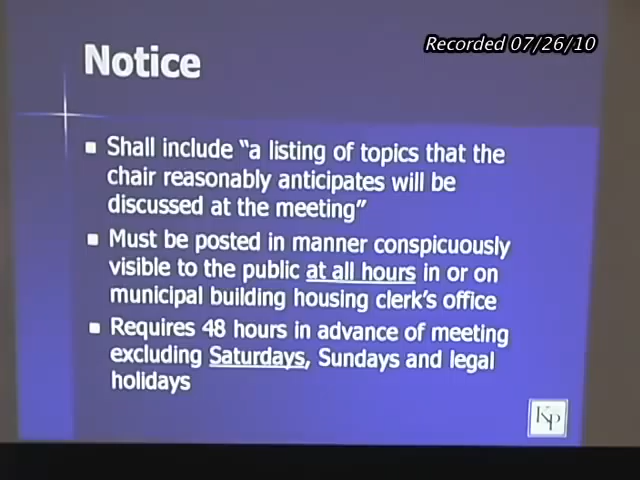 Recorded 07/26/10
Notice
Shall include “a listing of topics that the
chair reasonably anticipates will be
discussed at the meeting”
Must be posted in manner conspicuously
visible to the public at all hours in or on
municipal building housing clerk’s office
Requires 48 hours in advance of meeting
excluding Saturdays, Sundays and legal
holidays
KP